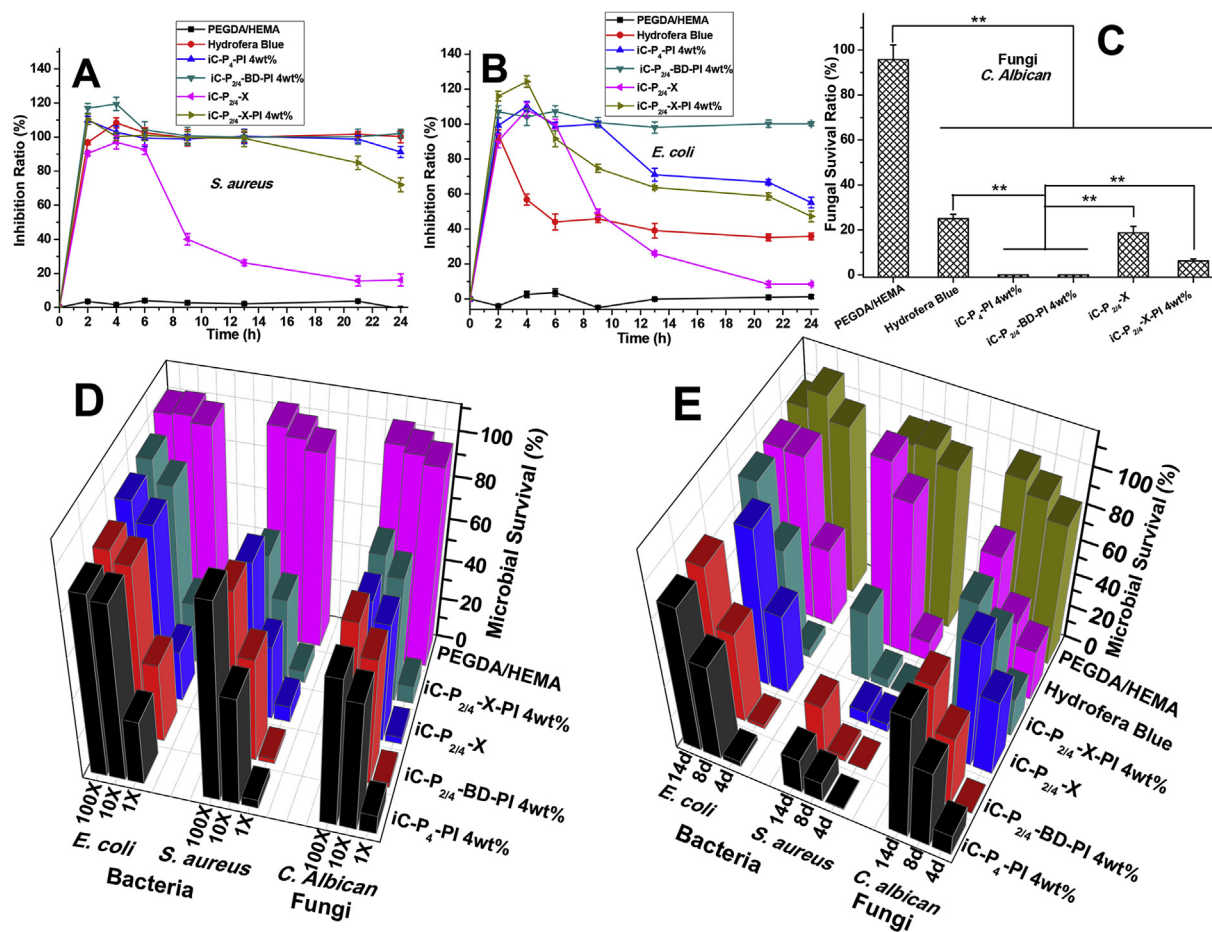 PEGDA/HEMA
Hydrofera Blue
iC-P4-PI 4wt%
iC-P2/4-BD-PI 4wt%
iC-P2/4-X
iC-P2/4-X-PI 4wt%
A
Inhibition Ratio (%)
140
120
100
80
60
40
20
0
S. aureus
0 2 4 6 8 10 12 14 16 18 20 22 24
Time (h)
PEGDA/HEMA
Hydrofera Blue
iC-P4-PI 4wt%
iC-P2/4-BD-PI 4wt%
iC-P2/4-X
iC-P2/4-X-PI 4wt%
B
Inhibition Ratio (%)
140
120
100
80
60
40
20
0
E. coli
0 2 4 6 8 10 12 14 16 18 20 22 24
Time (h)
C
Fungal Survival Ratio (%)
100
80
60
40
20
0
**
Fungi
C. Albican
**
**
**
PEGDA/HEMA
Hydrofera Blue
iC-P4-PI 4wt%
iC-P2/4-BD-PI 4wt%
iC-P2/4-X
iC-P2/4-X-PI 4wt%
D
Microbial Survival (%)
100
80
60
40
20
0
PEGDA/HEMA
iC-P2/4-X-PI 4wt%
iC-P2/4-X
iC-P2/4-BD-PI 4wt%
iC-P4-PI 4wt%
100X 10X 1X
100X 10X 1X
100X 10X 1X
E. coli
S. aureus
C. Albican
Bacteria
Fungi
E
Microbial Survival (%)
100
80
60
40
20
0
PEGDA/HEMA
Hydrofera Blue
iC-P2/4-X-PI 4wt%
iC-P2/4-X
iC-P2/4-BD-PI 4wt%
iC-P4-PI 4wt%
14d 8d 4d
14d 8d 4d
14d 8d 4d
E. coli
S. aureus
C. albican
Bacteria
Fungi